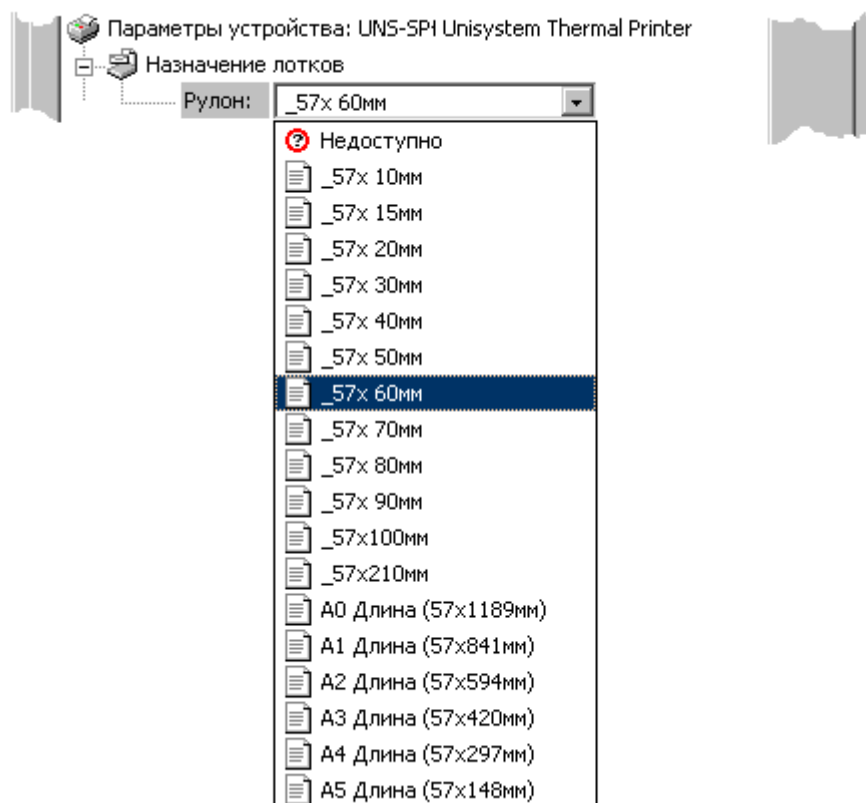 Параметры устройства: UNS-SP1 Unisystem Thermal Printer
Назначение лотков
Рулон: _57x 60мм
Недоступно
_57x 10мм
_57x 15мм
_57x 20мм
_57x 30мм
_57x 40мм
_57x 50мм
_57x 60мм
_57x 70мм
_57x 80мм
_57x 90мм
_57x100мм
_57x210мм
A0 Длина (57x1189мм)
A1 Длина (57x841мм)
A2 Длина (57x594мм)
A3 Длина (57x420мм)
A4 Длина (57x297мм)
A5 Длина (57x148мм)